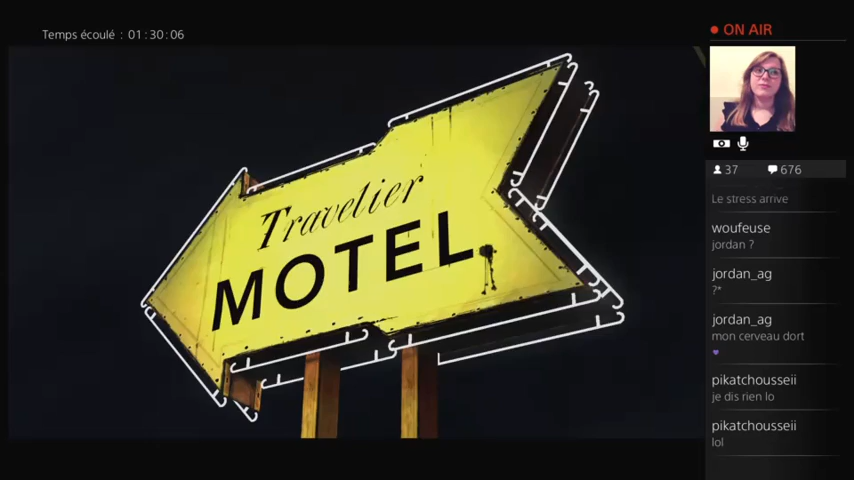 Temps écoulé : 01:30:06
Travelier
MOTEL
ON AIR
37 676
Le stress arrive
woufeuse
jordan ?
jordan_ag
?*
jordan_ag
mon cerveau dort
pikatchousseii
je dis rien lo
pikatchousseii
lol